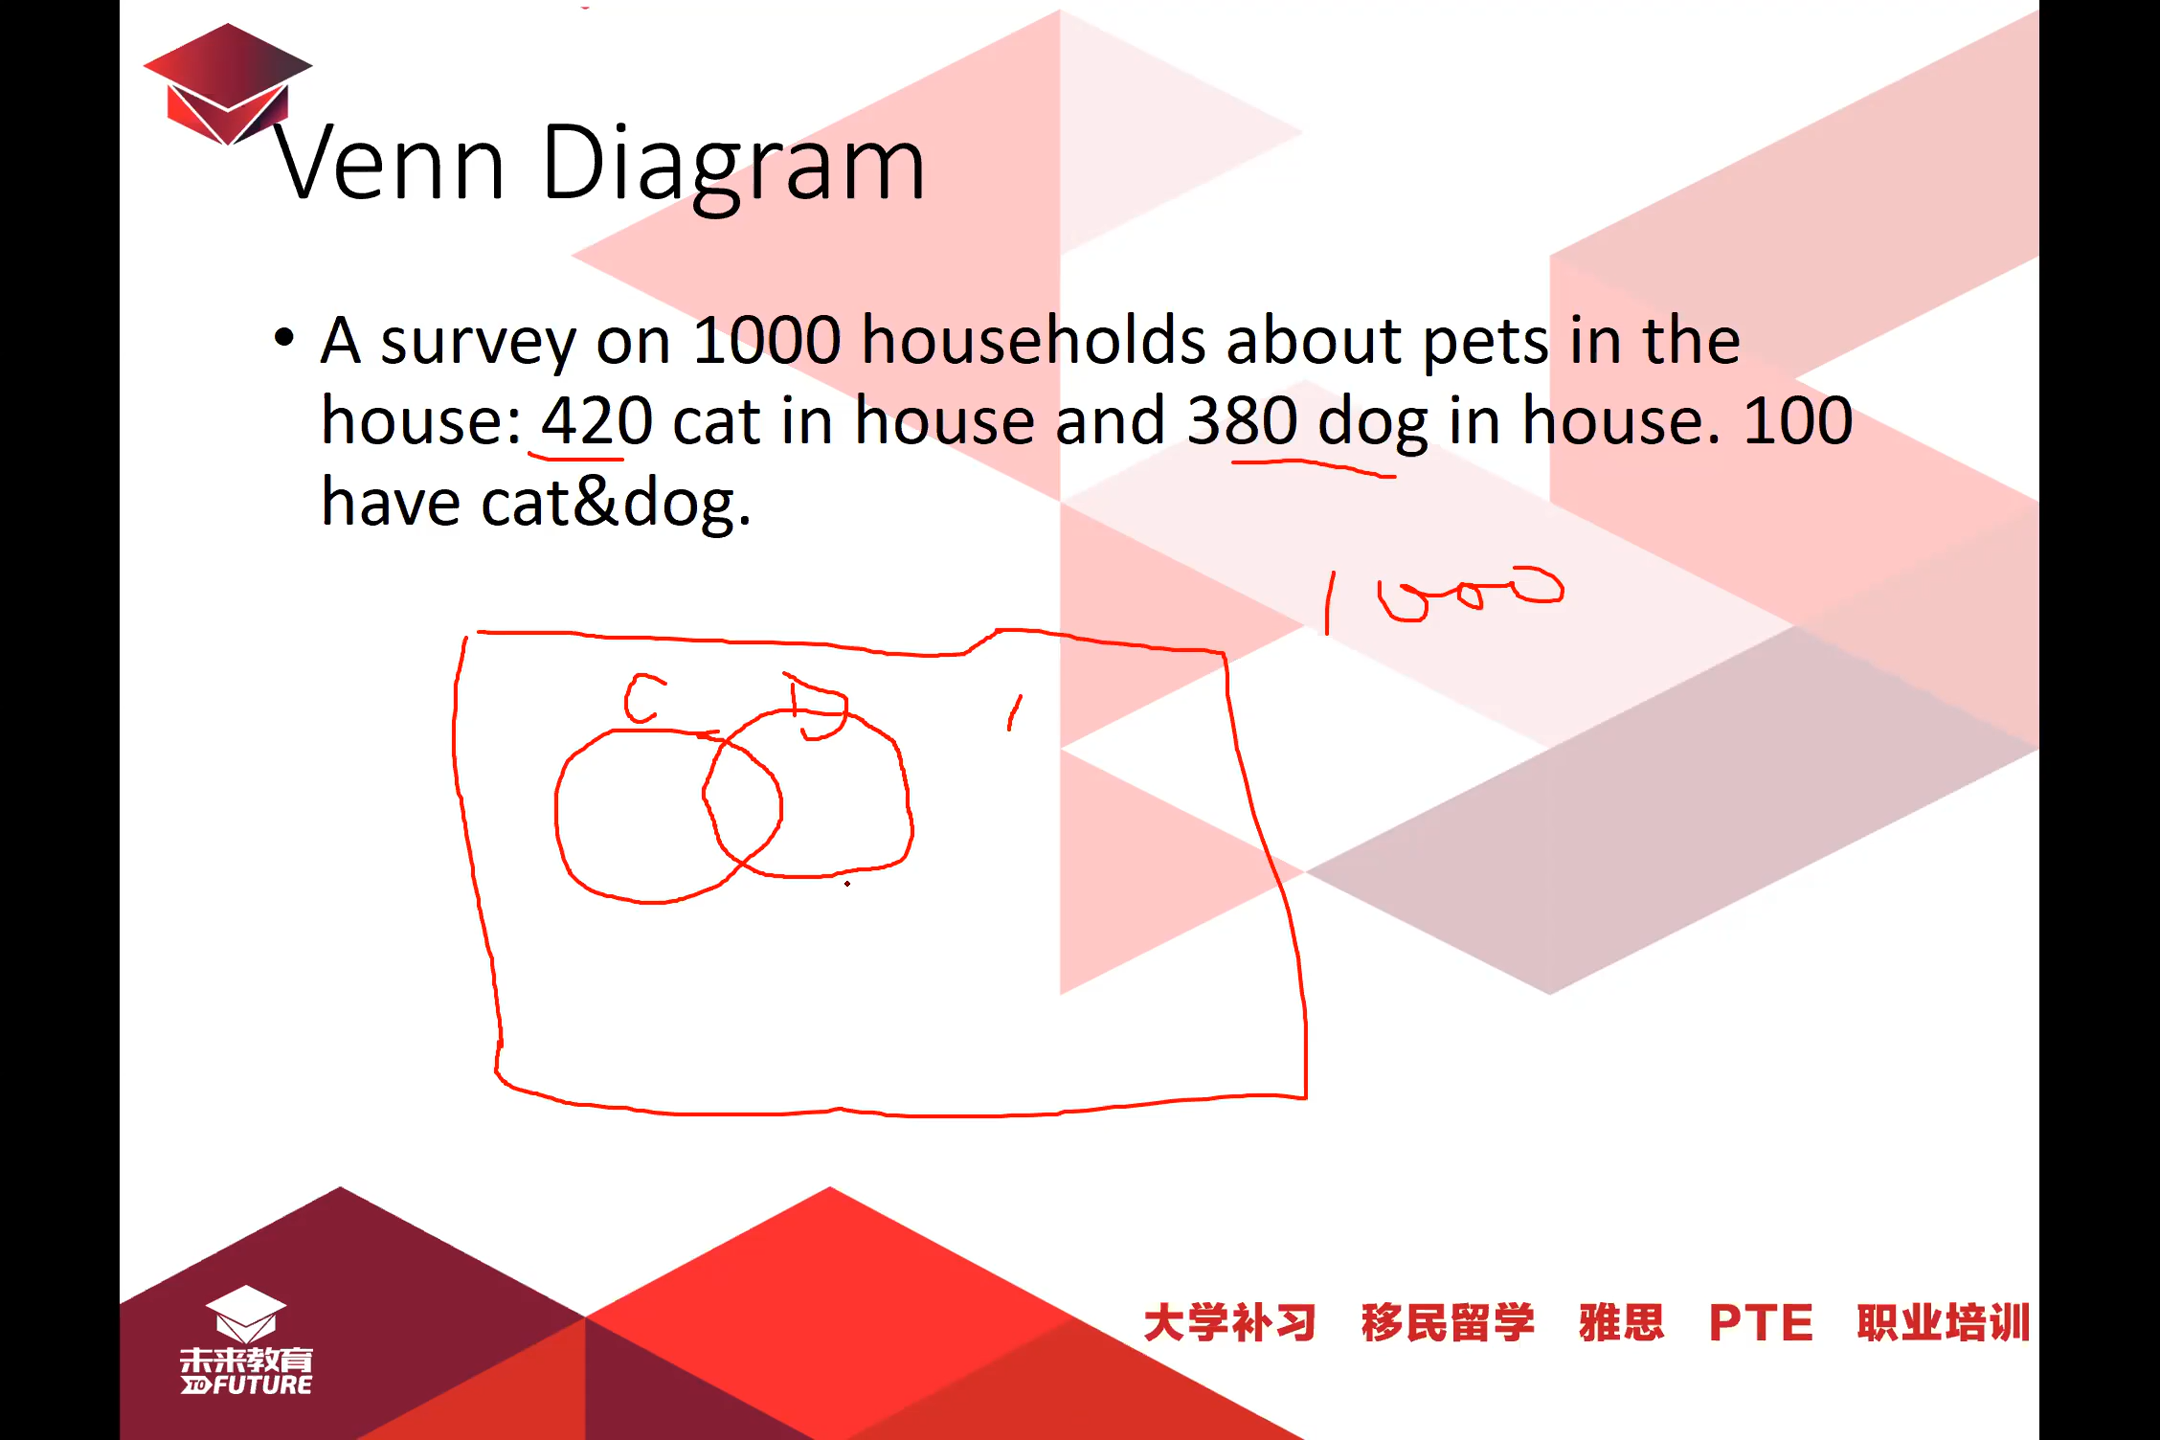 Venn Diagram
• A survey on 1000 households about pets in the
house: 420 cat in house and 380 dog in house. 100
have cat&dog.
1000
C D
大学补习 移民留学 雅思 PTE 职业培训
未来教育
TO FUTURE